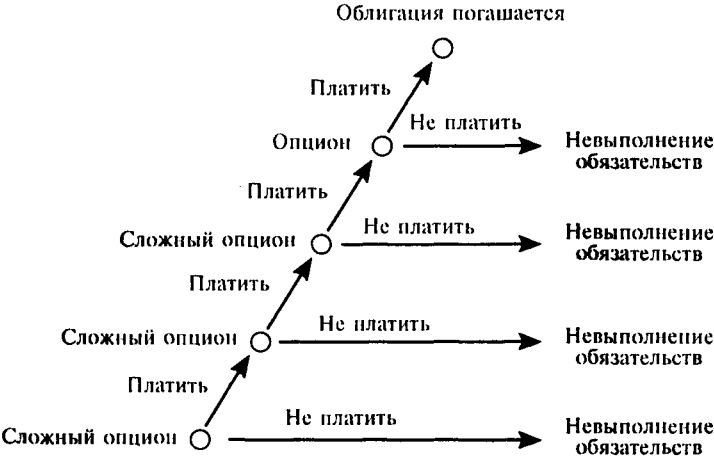 Облигация погашается
Платить
Не платить
Опцион
Невыполнение
обязательств
Платить
Не платить
Сложный опцион
Невыполнение
обязательств
Платить
Не платить
Сложный опцион
Невыполнение
обязательств
Платить
Не платить
Сложный опцион
Невыполнение
обязательств